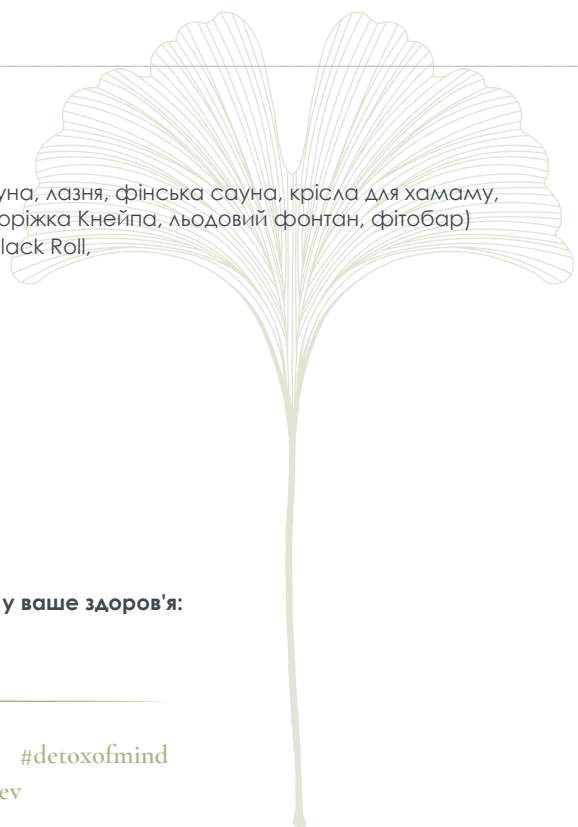 уна, лазня, фінська сауна, крісла для хамаму,
оріжка Кнейпа, льодовий фонтан, фітобар)
lack Roll,
у ваше здоров'я:
#detoxofmind
ev